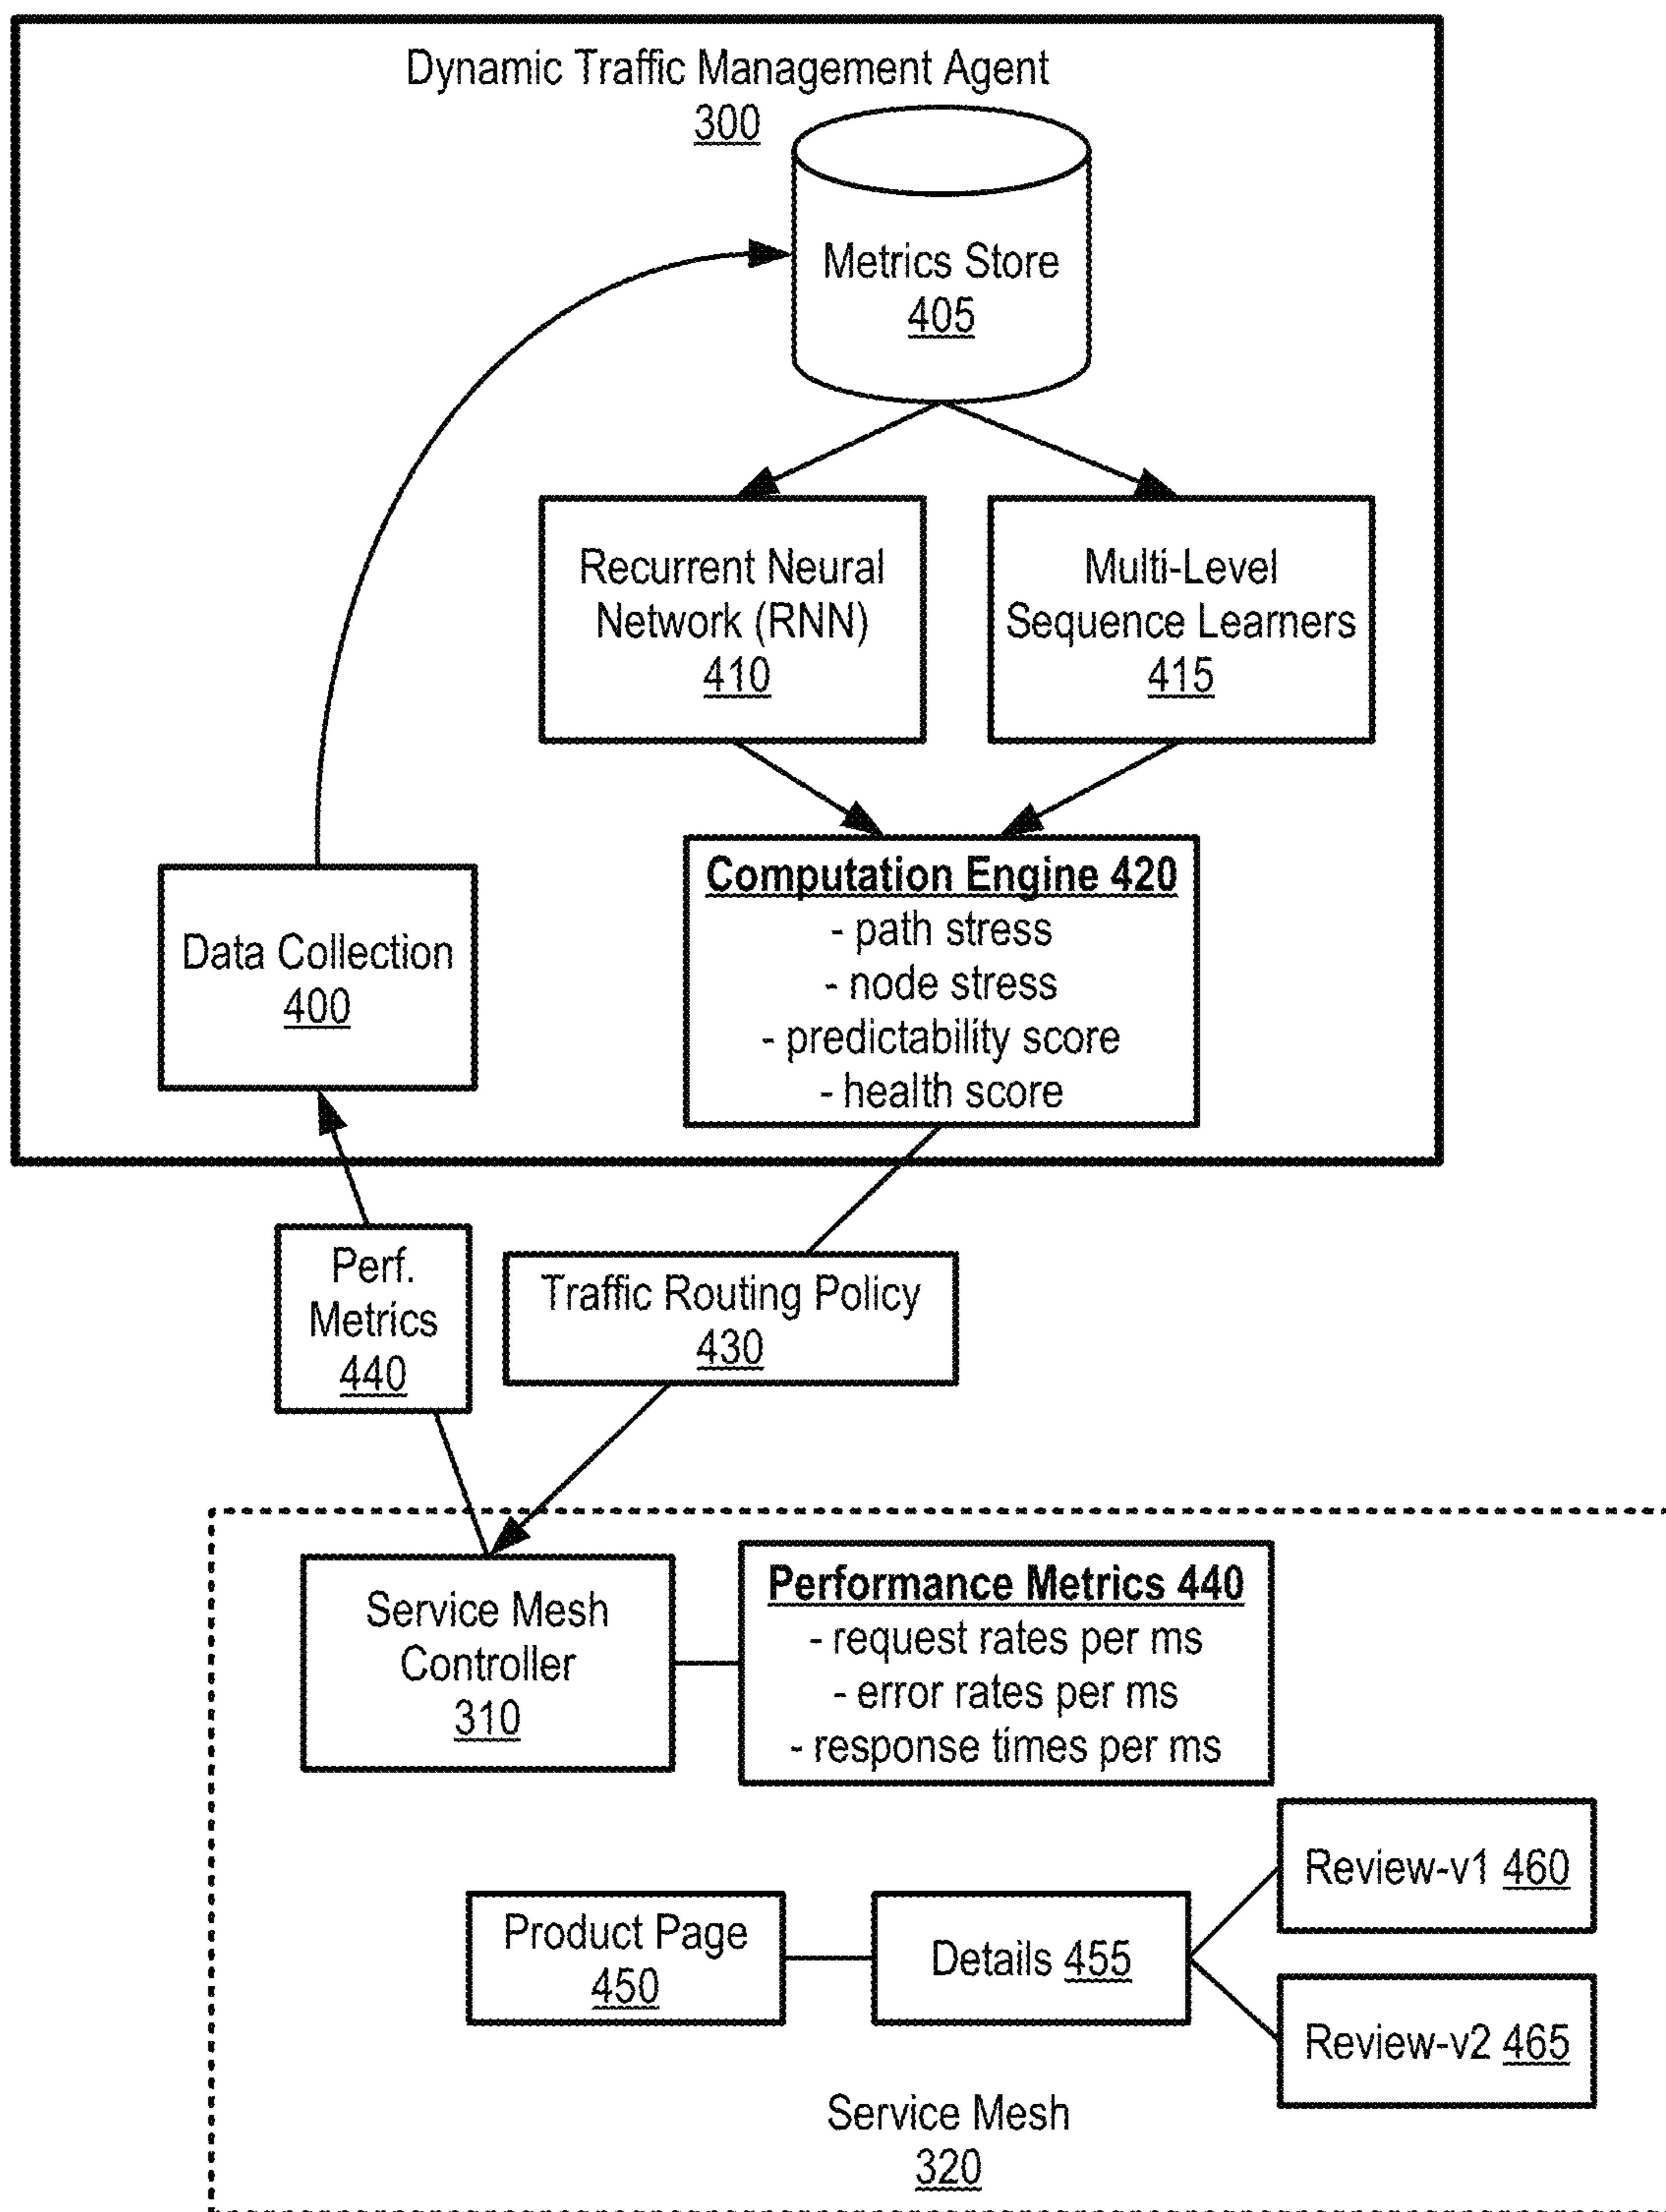 Dynamic Traffic Management Agent
300
Metrics Store
405
Recurrent Neural
Network (RNN)
410
Multi-Level
Sequence Learners
415
Computation Engine 420
- path stress
- node stress
- predictability score
- health score
Data Collection
400
Perf.
Metrics
440
Traffic Routing Policy
430
Service Mesh
Controller
310
Performance Metrics 440
- request rates per ms
- error rates per ms
- response times per ms
Product Page
450
Details 455
Review-v1 460
Review-v2 465
Service Mesh
320